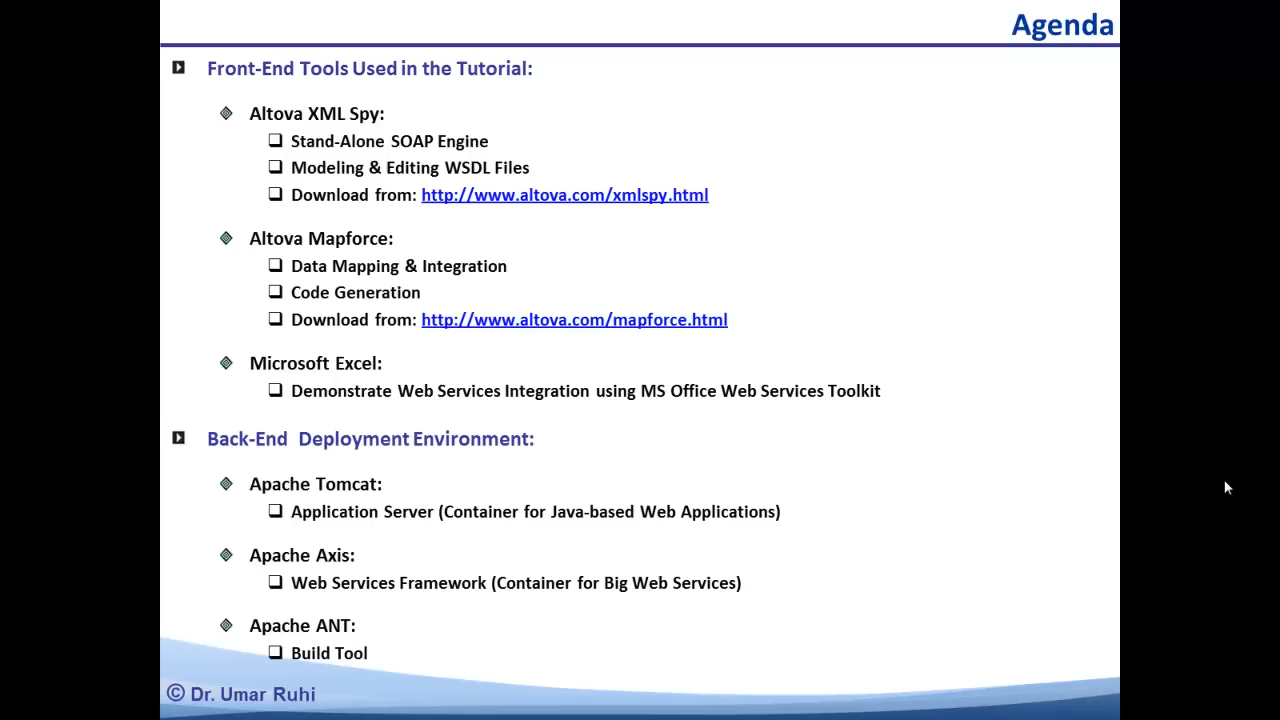 Agenda
Front-End Tools Used in the Tutorial:
Altova XML Spy:
Stand-Alone SOAP Engine
Modeling & Editing WSDL Files
Download from: http://www.altova.com/xmlspy.html
Altova Mapforce:
Data Mapping & Integration
Code Generation
Download from: http://www.altova.com/mapforce.html
Microsoft Excel:
Demonstrate Web Services Integration using MS Office Web Services Toolkit
Back-End Deployment Environment:
Apache Tomcat:
Application Server (Container for Java-based Web Applications)
Apache Axis:
Web Services Framework (Container for Big Web Services)
Apache ANT:
Build Tool
© Dr. Umar Ruhi